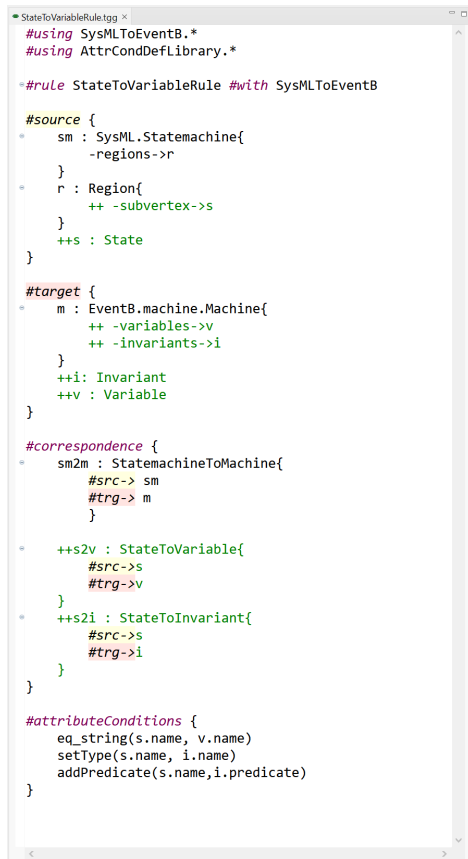 StateToVariableRule.tgg
#using SysMLToEventB.*
#using AttrCondDefLibrary.*
#rule StateToVariableRule #with SysMLToEventB
#source {
sm : SysML.Statemachine{
-regions->r
}
r : Region{
++ -subvertex->s
}
++s : State
}
#target {
m : EventB.machine.Machine{
++ -variables->v
++ -invariants->i
}
++i: Invariant
++v : Variable
}
#correspondence {
sm2m : StatemachineToMachine{
#src-> sm
#trg-> m
}
++s2v : StateToVariable{
#src->s
#trg->v
}
++s2i : StateToInvariant{
#src->s
#trg->i
}
}
#attributeConditions {
eq_string(s.name, v.name)
setType(s.name, i.name)
addPredicate(s.name,i.predicate)
}